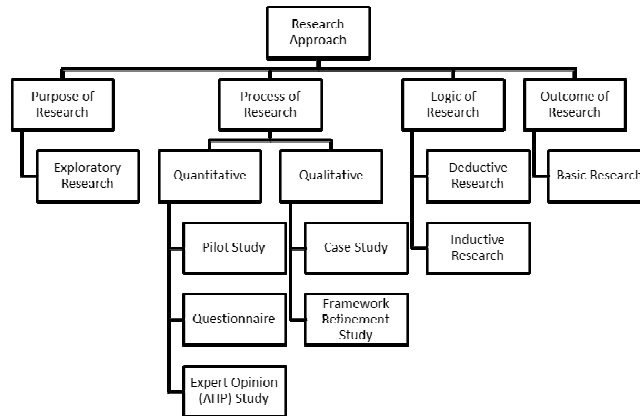 Research
Approach
Purpose of
Research
Process of
Research
Logic of
Research
Outcome of
Research
Exploratory
Research
Quantitative
Qualitative
Deductive
Research
Basic Research
Pilot Study
Case Study
Inductive
Research
Questionnaire
Framework
Refinement
Study
Expert Opinion
(AHP) Study